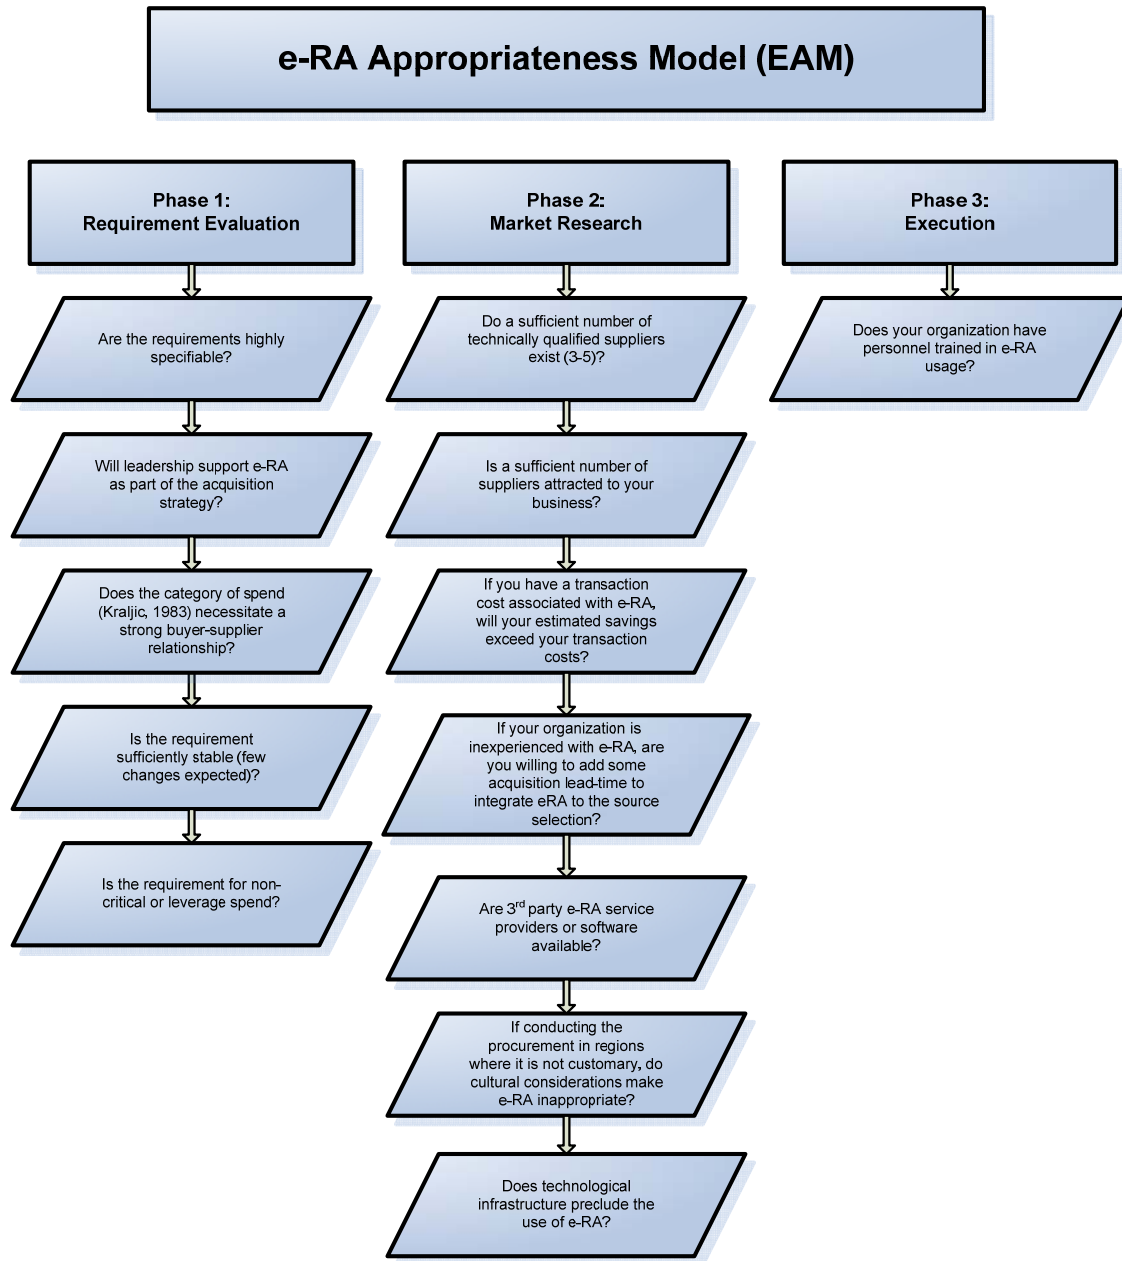 e-RA Appropriateness Model (EAM)
Phase 1:
Requirement Evaluation
Are the requirements highly
specifiable?
Will leadership support e-RA
as part of the acquisition
strategy?
Does the category of spend
(Kraljic, 1983) necessitate a
strong buyer-supplier
relationship?
Is the requirement
sufficiently stable (few
changes expected)?
Is the requirement for non-
critical or leverage spend?
Phase 2:
Market Research
Do a sufficient number of
technically qualified suppliers
exist (3-5)?
Is a sufficient number of
suppliers attracted to your
business?
If you have a transaction
cost associated with e-RA,
will your estimated savings
exceed your transaction
costs?
If your organization is
inexperienced with e-RA, are
you willing to add some
acquisition lead-time to
integrate eRA to the source
selection?
Are 3rd party e-RA service
providers or software
available?
If conducting the
procurement in regions
where it is not customary, do
cultural considerations make
e-RA inappropriate?
Does technological
infrastructure preclude the
use of e-RA?
Phase 3:
Execution
Does your organization have
personnel trained in e-RA
usage?